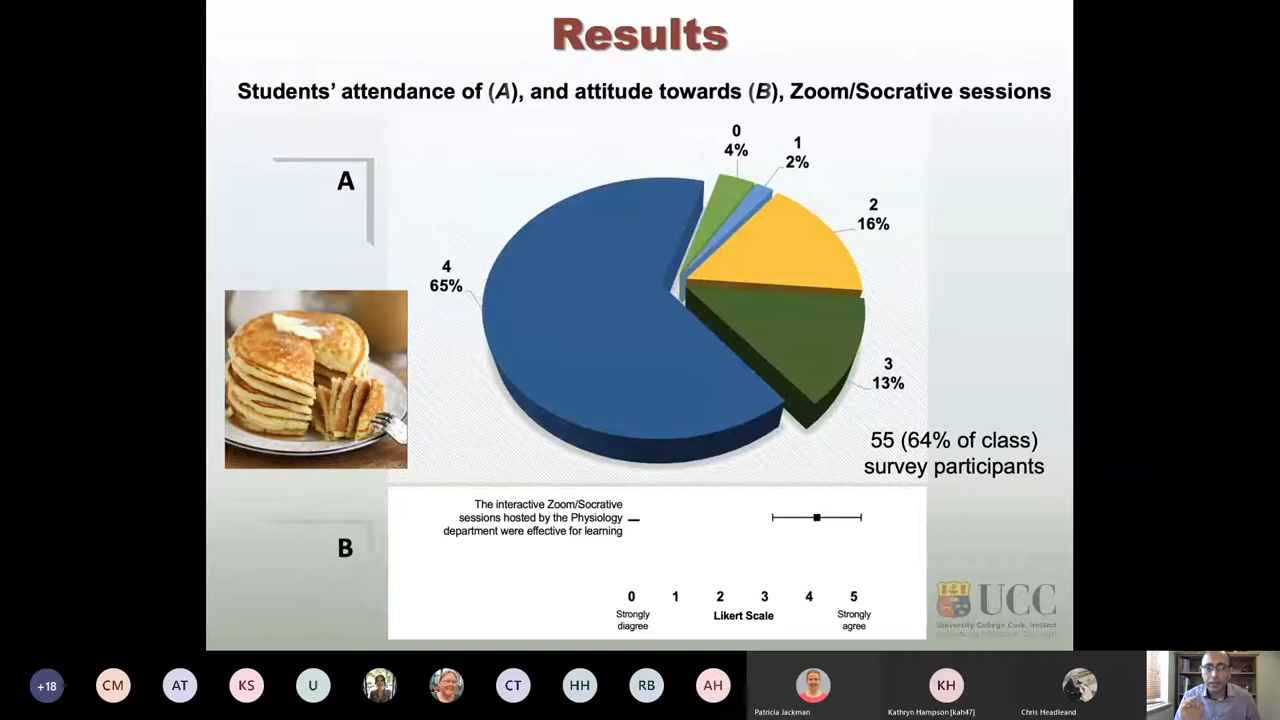 Results
Students' attendance of (A), and attitude towards (B), Zoom/Socrative sessions
A
0
4%
1
2%
2
16%
4
65%
3
13%
55 (64% of class)
survey participants
B
The interactive Zoom/Socrative
sessions hosted by the Physiology
department were effective for learning
0 1 2 3 4 5
Strongly
diagree
Likert Scale
Strongly
agree
UCC
University College Cork, Ireland
+18 CM AT KS U CT HH RB AH KH
Patricia Jackman
Kathryn Hampson [kah47]
Chris Headleand